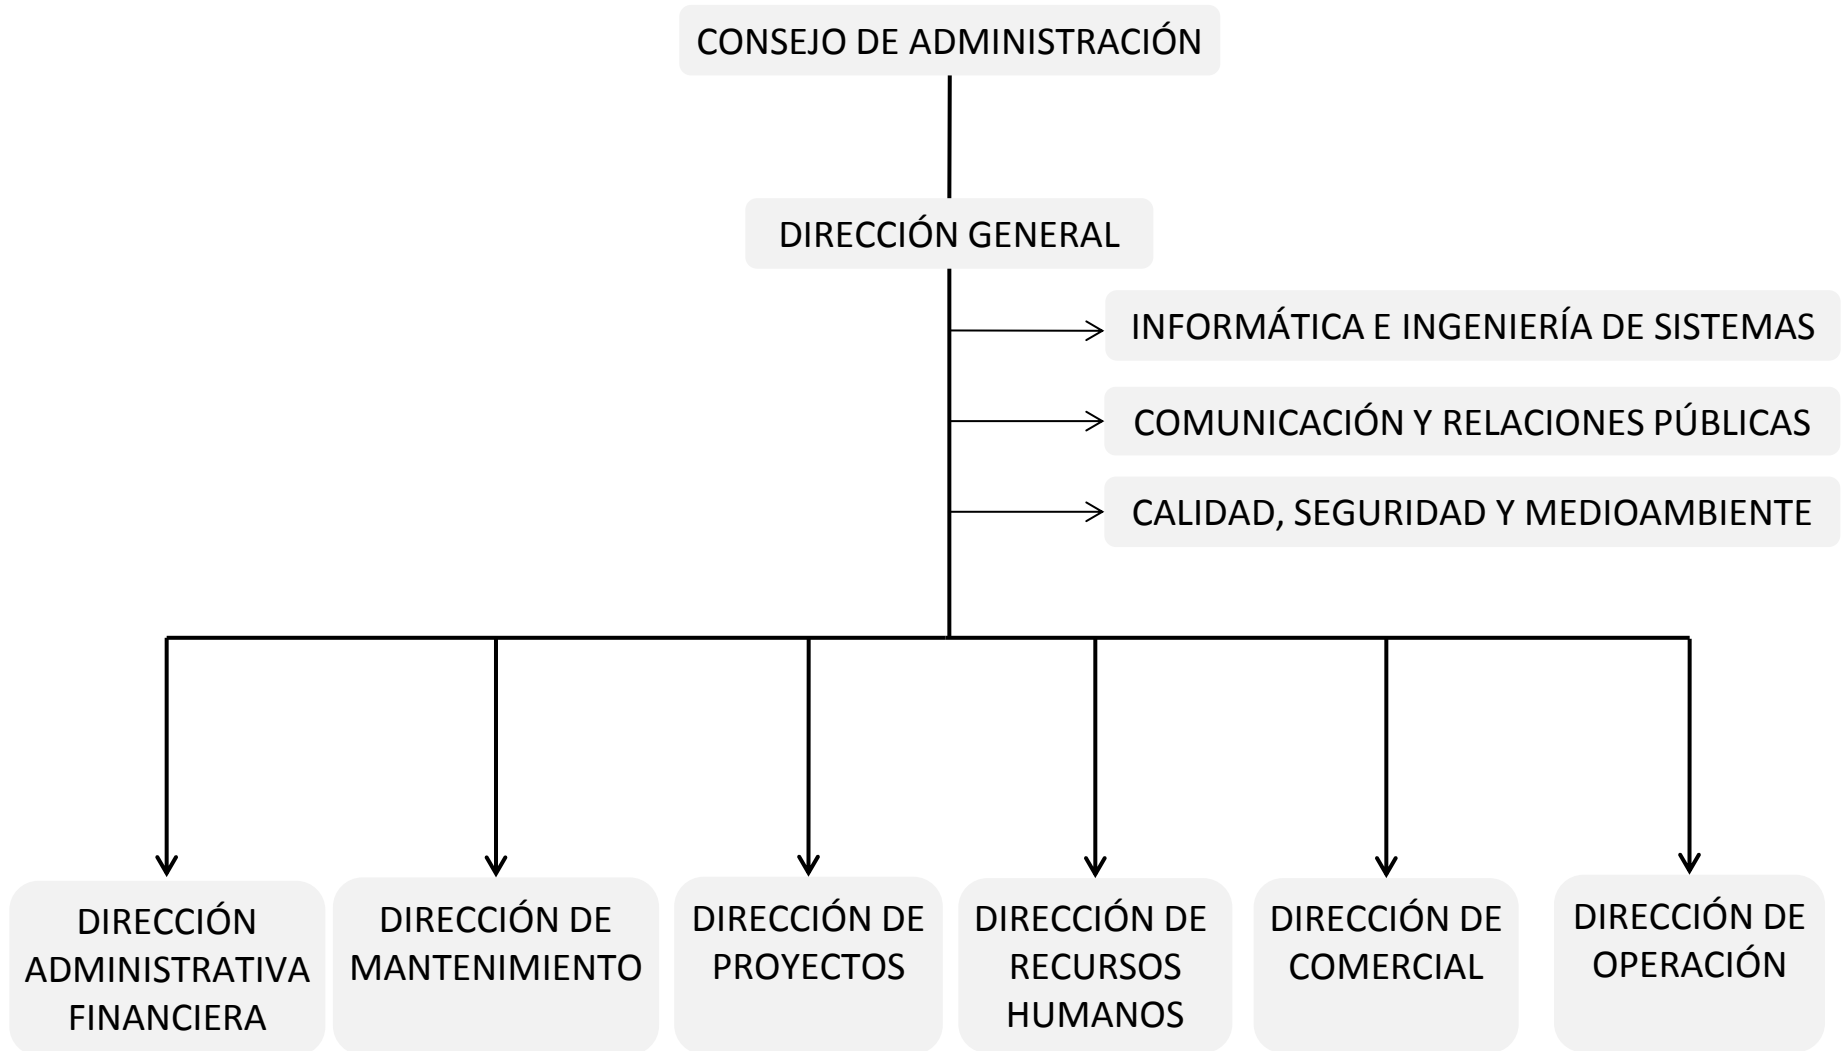 CONSEJO DE ADMINISTRACIÓN
DIRECCIÓN GENERAL
INFORMÁTICA E INGENIERÍA DE SISTEMAS
COMUNICACIÓN Y RELACIONES PÚBLICAS
CALIDAD, SEGURIDAD Y MEDIOAMBIENTE
DIRECCIÓN
ADMINISTRATIVA
FINANCIERA
DIRECCIÓN DE
MANTENIMIENTO
DIRECCIÓN DE
PROYECTOS
DIRECCIÓN DE
RECURSOS
HUMANOS
DIRECCIÓN DE
COMERCIAL
DIRECCIÓN DE
OPERACIÓN